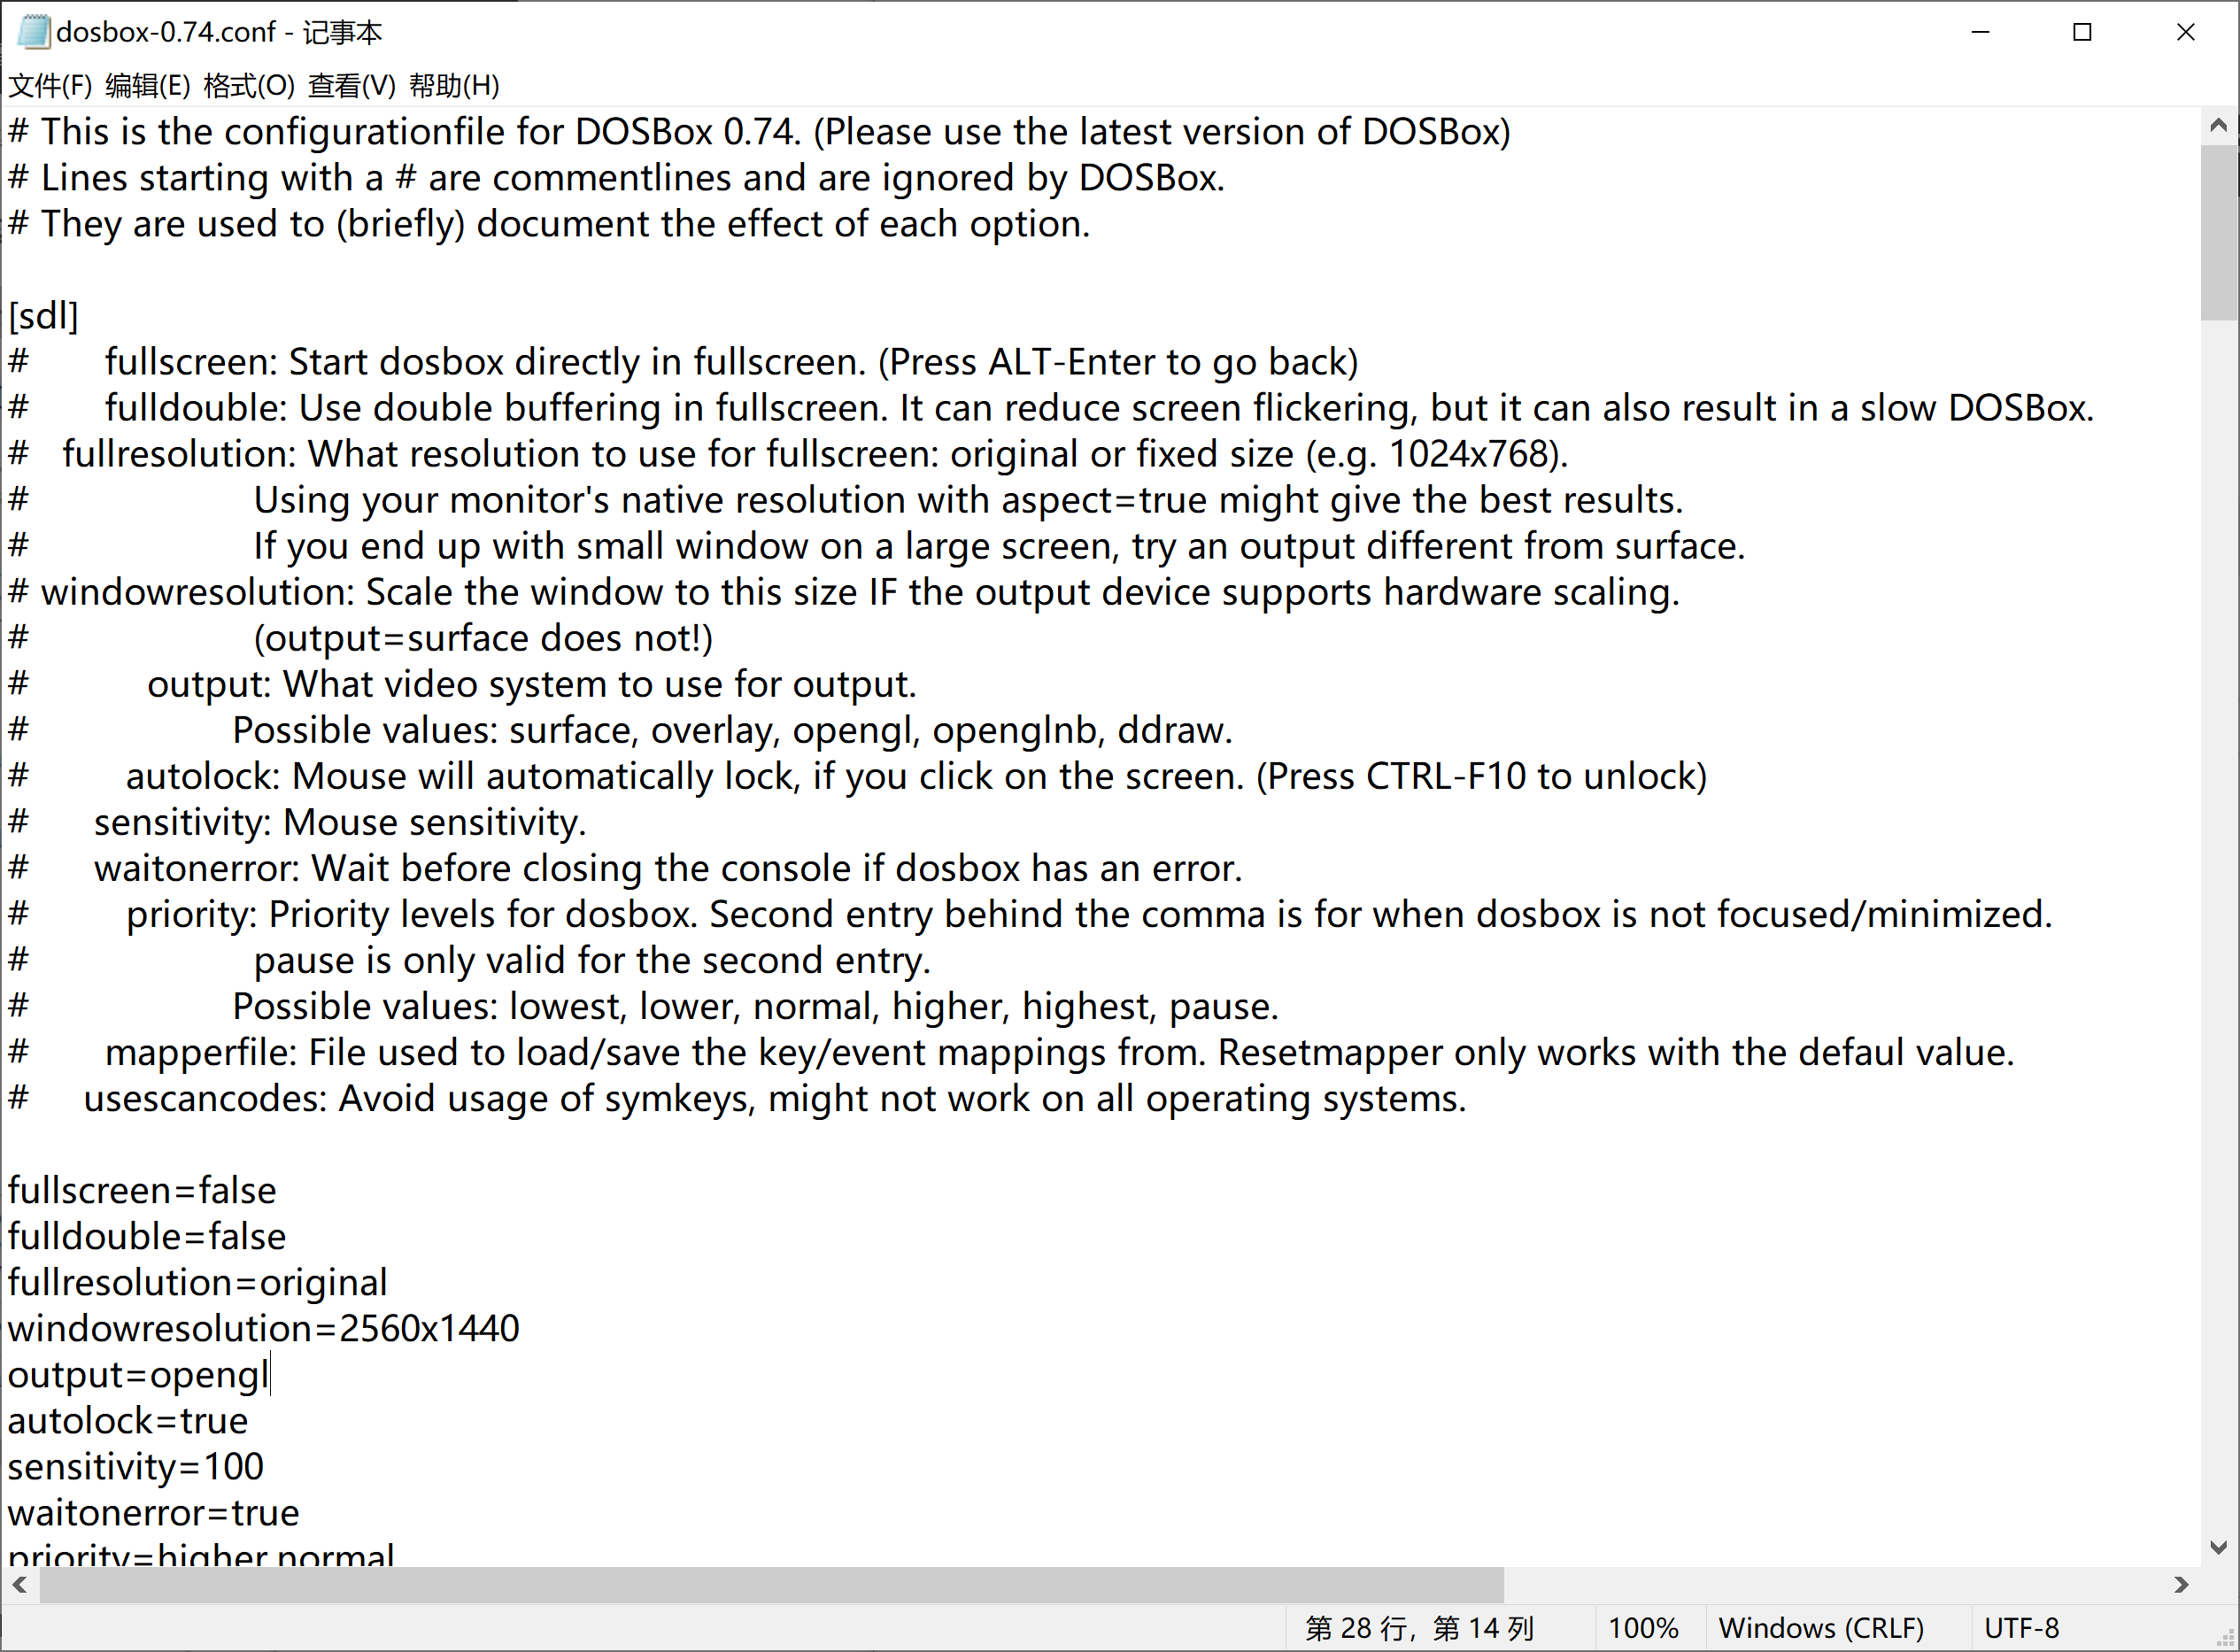 dosbox-0.74.conf - 记事本
文件(F) 编辑(E) 格式(O) 查看(V) 帮助(H)
# This is the configurationfile for DOSBox 0.74. (Please use the latest version of DOSBox)
# Lines starting with a # are commentlines and are ignored by DOSBox.
# They are used to (briefly) document the effect of each option.
[sdl]
# fullscreen: Start dosbox directly in fullscreen. (Press ALT-Enter to go back)
# fulldouble: Use double buffering in fullscreen. It can reduce screen flickering, but it can also result in a slow DOSBox.
# fullresolution: What resolution to use for fullscreen: original or fixed size (e.g. 1024x768).
# Using your monitor's native resolution with aspect=true might give the best results.
# If you end up with small window on a large screen, try an output different from surface.
# windowresolution: Scale the window to this size IF the output device supports hardware scaling.
# (output=surface does not!)
# output: What video system to use for output.
# Possible values: surface, overlay, opengl, openglnb, ddraw.
# autolock: Mouse will automatically lock, if you click on the screen. (Press CTRL-F10 to unlock)
# sensitivity: Mouse sensitivity.
# waitonerror: Wait before closing the console if dosbox has an error.
# priority: Priority levels for dosbox. Second entry behind the comma is for when dosbox is not focused/minimized.
# pause is only valid for the second entry.
# Possible values: lowest, lower, normal, higher, highest, pause.
# mapperfile: File used to load/save the key/event mappings from. Resetmapper only works with the defaul value.
# usescancodes: Avoid usage of symkeys, might not work on all operating systems.
fullscreen=false
fulldouble=false
fullresolution=original
windowresolution=2560x1440
output=opengl
autolock=true
sensitivity=100
waitonerror=true
priority=higher,normal
第 28 行，第 14 列 100% Windows (CRLF) UTF-8